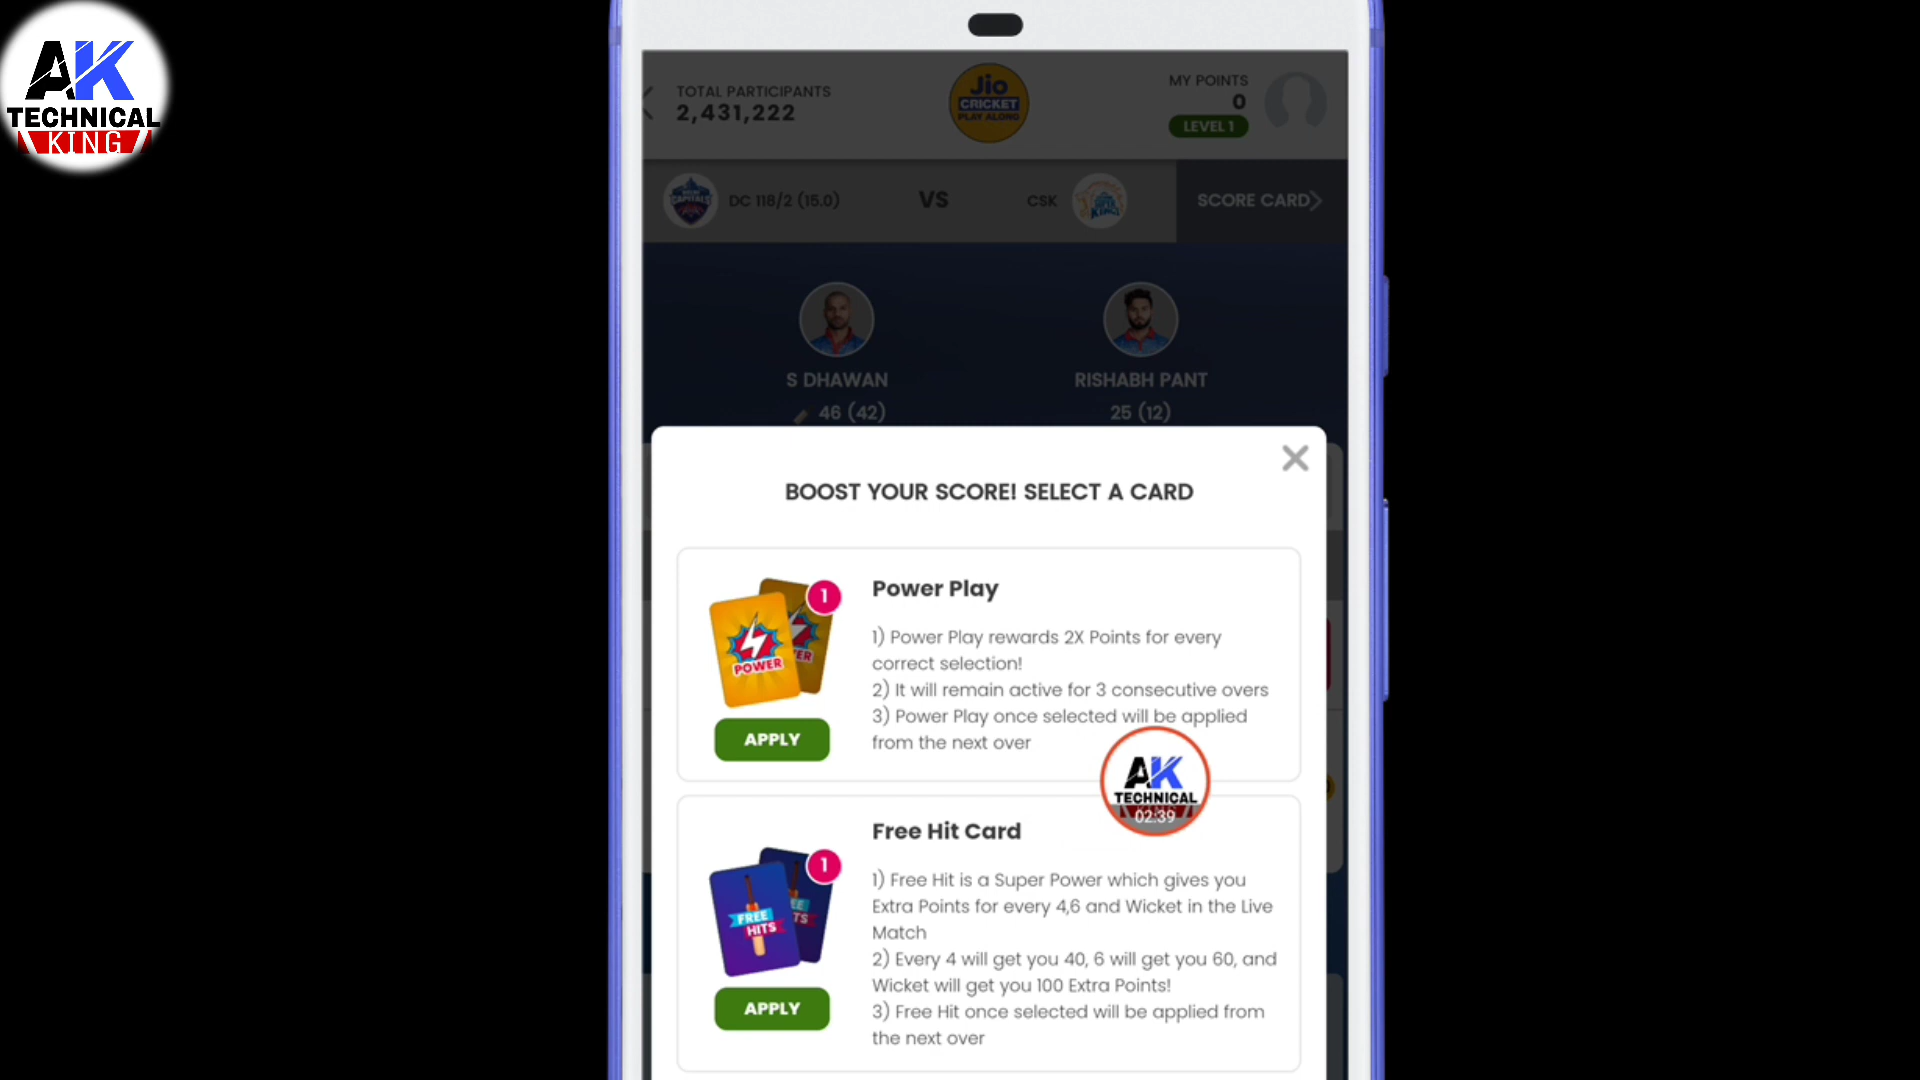 AK
TECHNICAL
KING
TOTAL PARTICIPANTS
2,431,222
Jio
CRICKET
PLAY ALONG
MY POINTS
0
LEVEL 1
DC 118/2 (15.0)
VS
CSK
SCORE CARD
S DHAWAN
46 (42)
RISHABH PANT
25 (12)
BOOST YOUR SCORE! SELECT A CARD
1
POWER
APPLY
Power Play
1) Power Play rewards 2X Points for every
correct selection!
2) It will remain active for 3 consecutive overs
3) Power Play once selected will be applied
from the next over
AK
TECHNICAL
02:39
1
FREE
HITS
APPLY
Free Hit Card
1) Free Hit is a Super Power which gives you
Extra Points for every 4,6 and Wicket in the Live
Match
2) Every 4 will get you 40, 6 will get you 60, and
Wicket will get you 100 Extra Points!
3) Free Hit once selected will be applied from
the next over